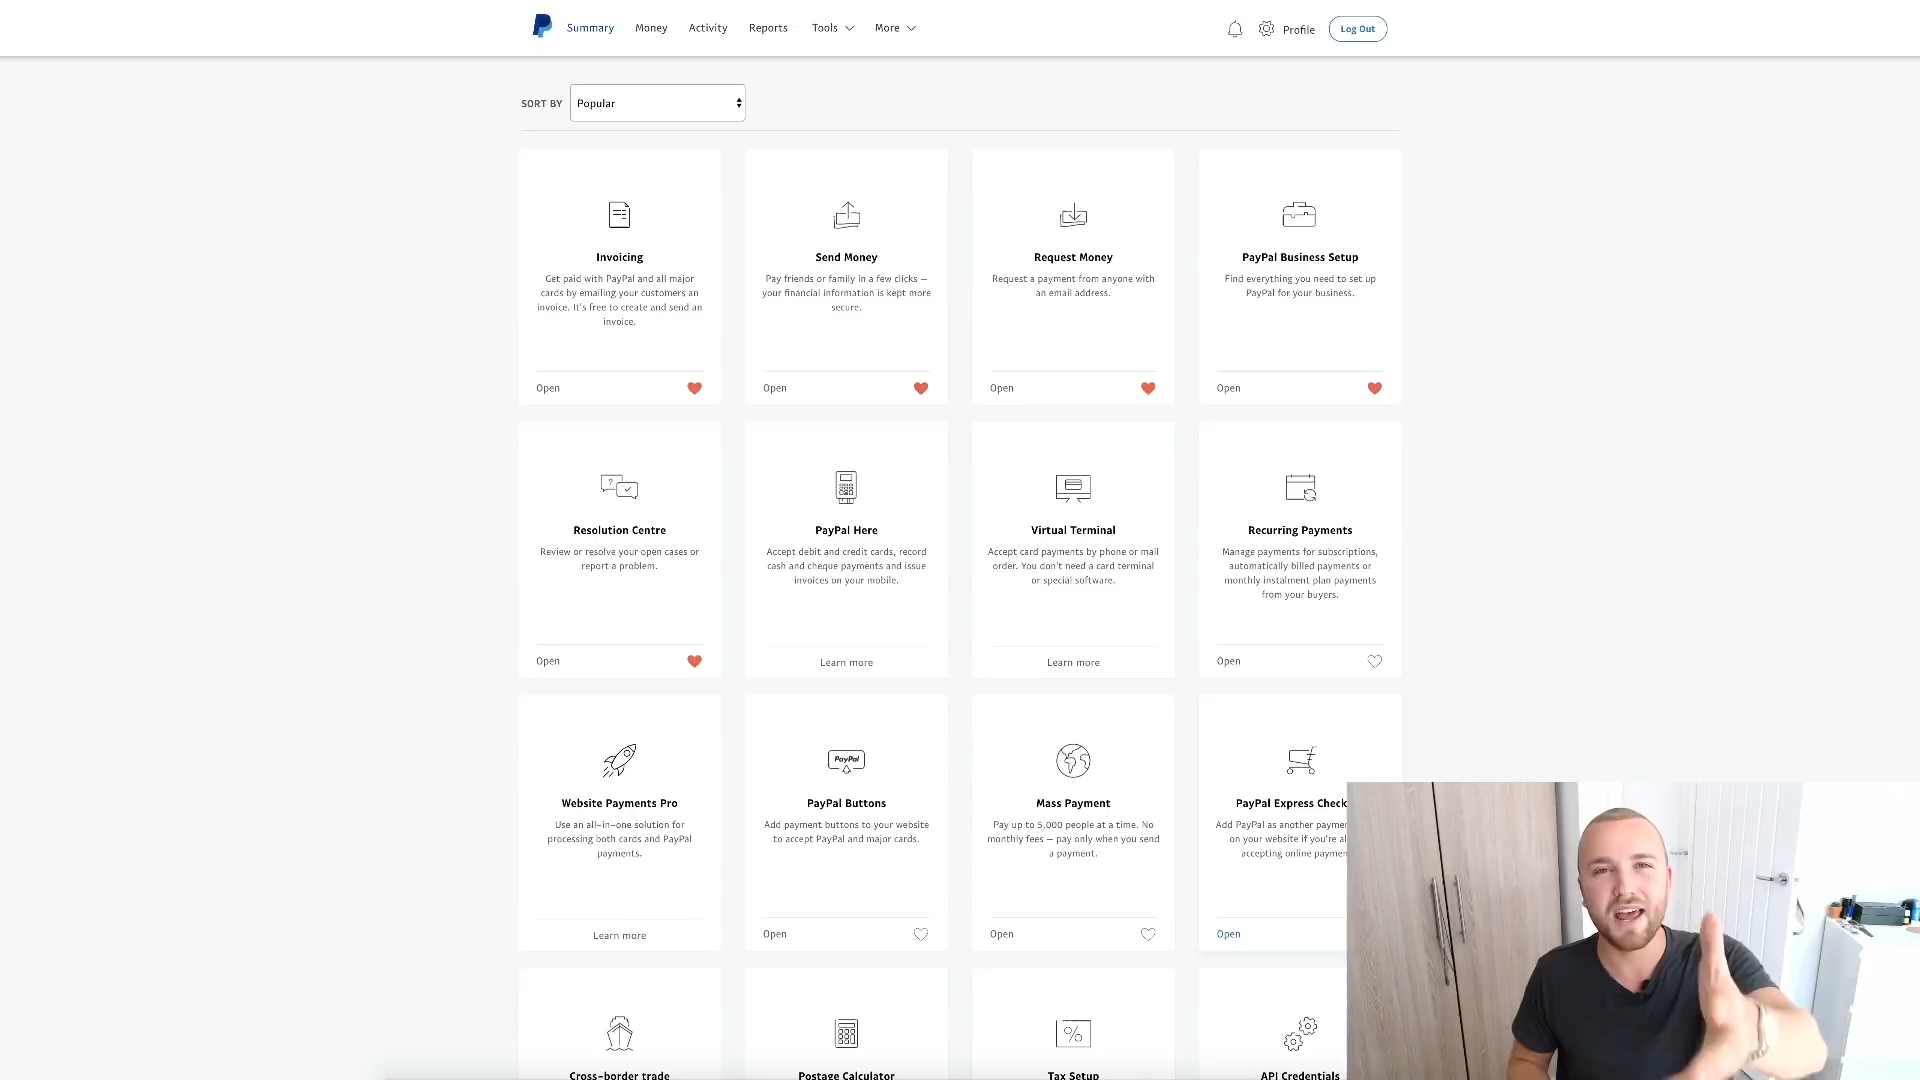 Summary
Money
Activity
Reports
Tools
More
Profile
Log Out
SORT BY
Popular
Invoicing
Get paid with PayPal and all major
cards by emailing your customers an
invoice. It's free to create and send an
invoice.
Open
Send Money
Pay friends or family in a few clicks –
your financial information is kept more
secure.
Open
Request Money
Request a payment from anyone with
an email address.
Open
PayPal Business Setup
Find everything you need to set up
PayPal for your business.
Open
Resolution Centre
Review or resolve your open cases or
report a problem.
Open
PayPal Here
Accept debit and credit cards, record
cash and cheque payments and issue
invoices on your mobile.
Learn more
Virtual Terminal
Accept card payments by phone or mail
order. You don't need a card terminal
or special software.
Learn more
Recurring Payments
Manage payments for subscriptions,
automatically billed payments or
monthly instalment plan payments
from your buyers.
Open
Website Payments Pro
Use an all-in-one solution for
processing both cards and PayPal
payments.
Learn more
PayPal
PayPal Buttons
Add payment buttons to your website
to accept PayPal and major cards.
Open
Mass Payment
Pay up to 5,000 people at a time. No
monthly fees – pay only when you send
a payment.
Open
PayPal Express Check
Add PayPal as another paymen
on your website if you're al
accepting online paymen
Open
Cross-border trade
Postage Calculator
Tax Setup
API Credentials